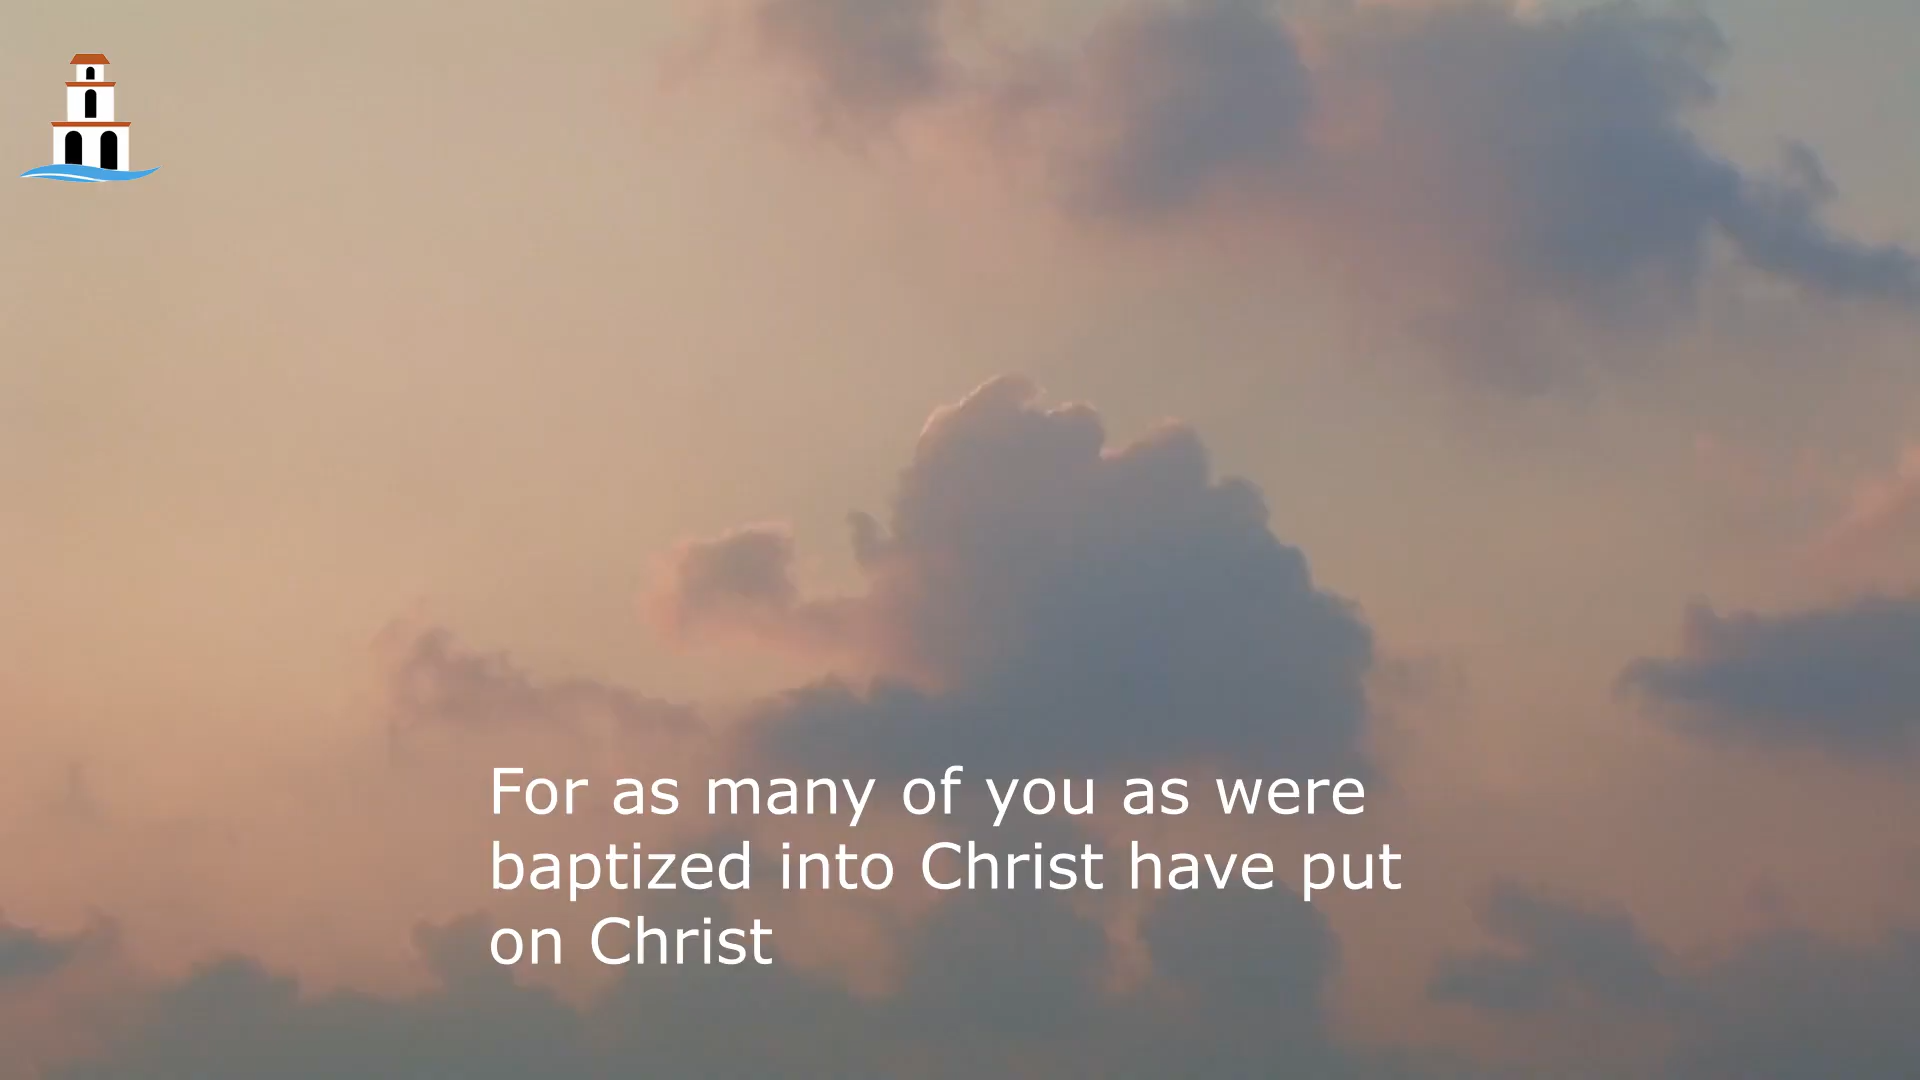 For as many of you as were
baptized into Christ have put
on Christ